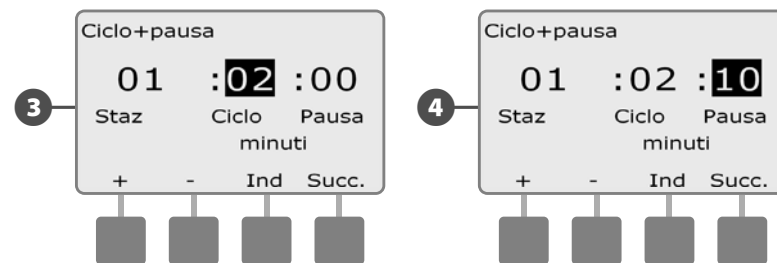 3
Ciclo+pausa
01 :02 :00
Staz Ciclo Pausa
minuti
+ - Ind Succ.
4
Ciclo+pausa
01 :02 :10
Staz Ciclo Pausa
minuti
+ - Ind Succ.